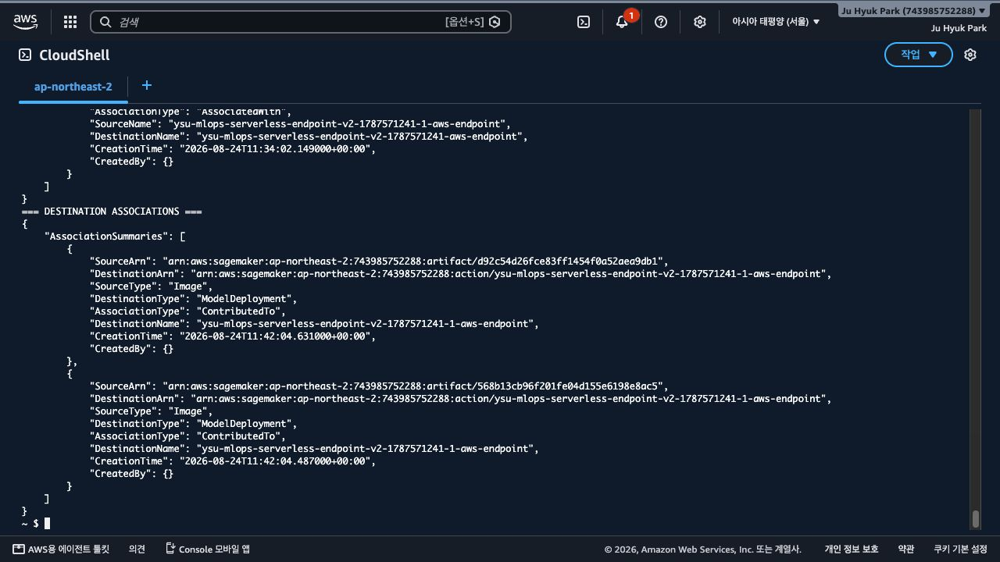 aws
검색
[옵션+S]
1
아시아 태평양 (서울) ▼
Ju Hyuk Park (743985752288) ▼
Ju Hyuk Park
CloudShell
작업 ▼
ap-northeast-2
+
"AssociationType": "AssociatedWith",
"SourceName": "ysu-mlops-serverless-endpoint-v2-1787571241-1-aws-endpoint",
"DestinationName": "ysu-mlops-serverless-endpoint-v2-1787571241-1-aws-endpoint",
"CreationTime": "2026-08-24T11:34:02.149000+00:00",
"CreatedBy": {}
}
]
}
=== DESTINATION ASSOCIATIONS ===
{
"AssociationSummaries": [
{
"SourceArn": "arn:aws:sagemaker:ap-northeast-2:743985752288:artifact/d92c54d26fce83ff1454f0a52aea9db1",
"DestinationArn": "arn:aws:sagemaker:ap-northeast-2:743985752288:action/ysu-mlops-serverless-endpoint-v2-1787571241-1-aws-endpoint",
"SourceType": "Image",
"DestinationType": "ModelDeployment",
"AssociationType": "ContributedTo",
"DestinationName": "ysu-mlops-serverless-endpoint-v2-1787571241-1-aws-endpoint",
"CreationTime": "2026-08-24T11:42:04.631000+00:00",
"CreatedBy": {}
},
{
"SourceArn": "arn:aws:sagemaker:ap-northeast-2:743985752288:artifact/568b13cb96f201fe04d155e6198e8ac5",
"DestinationArn": "arn:aws:sagemaker:ap-northeast-2:743985752288:action/ysu-mlops-serverless-endpoint-v2-1787571241-1-aws-endpoint",
"SourceType": "Image",
"DestinationType": "ModelDeployment",
"AssociationType": "ContributedTo",
"DestinationName": "ysu-mlops-serverless-endpoint-v2-1787571241-1-aws-endpoint",
"CreationTime": "2026-08-24T11:42:04.487000+00:00",
"CreatedBy": {}
}
]
}
~ $
AWS용 에이전트 툴킷
의견
Console 모바일 앱
© 2026, Amazon Web Services, Inc. 또는 계열사.
개인 정보 보호
약관
쿠키 기본 설정